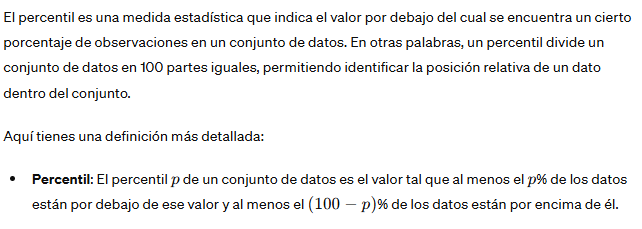 El percentil es una medida estadística que indica el valor por debajo del cual se encuentra un cierto
porcentaje de observaciones en un conjunto de datos. En otras palabras, un percentil divide un
conjunto de datos en 100 partes iguales, permitiendo identificar la posición relativa de un dato
dentro del conjunto.
Aquí tienes una definición más detallada:
• Percentil: El percentil p de un conjunto de datos es el valor tal que al menos el p% de los datos
están por debajo de ese valor y al menos el (100 − p)% de los datos están por encima de él.